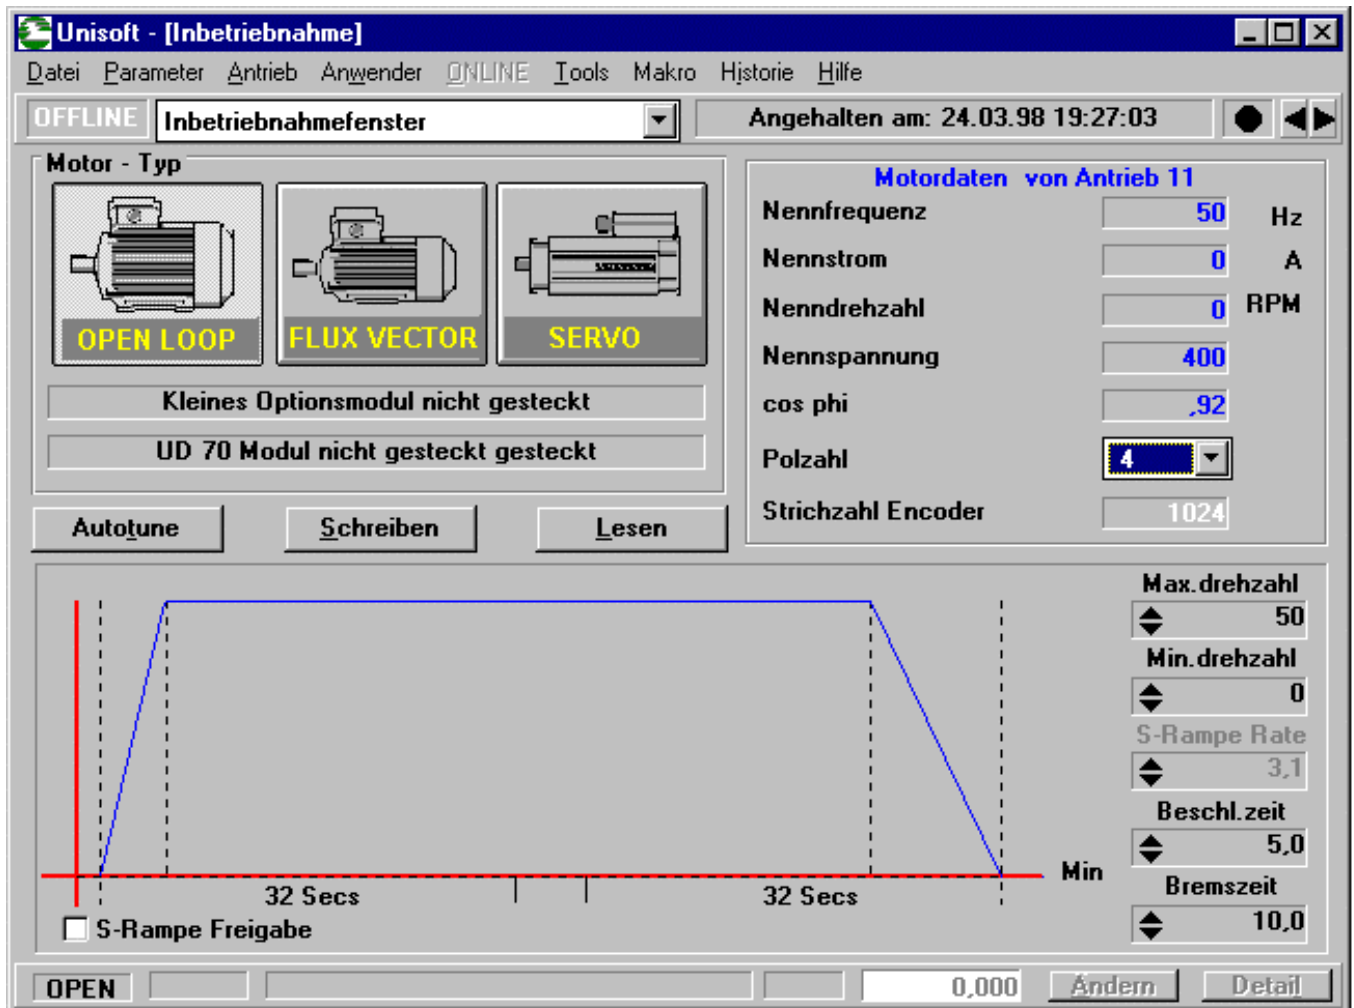 Unisoft - [Inbetriebnahme]
Datei Parameter Antrieb Anwender ONLINE Tools Makro Historie Hilfe
OFFLINE Inbetriebnahmefenster Angehalten am: 24.03.98 19:27:03
Motor - Typ
OPEN LOOP FLUX VECTOR SERVO
Kleines Optionsmodul nicht gesteckt
UD 70 Modul nicht gesteckt gesteckt
Autotune Schreiben Lesen
Motordaten von Antrieb 11
Nennfrequenz 50 Hz
Nennstrom 0 A
Nenndrehzahl 0 RPM
Nennspannung 400
cos phi ,92
Polzahl 4
Strichzahl Encoder 1024
Max.drehzahl
50
Min.drehzahl
0
S-Rampe Rate
3,1
Beschl.zeit
5,0
Min
Bremszeit
10,0
32 Secs 32 Secs
S-Rampe Freigabe
OPEN 0,000 Ändern Detail